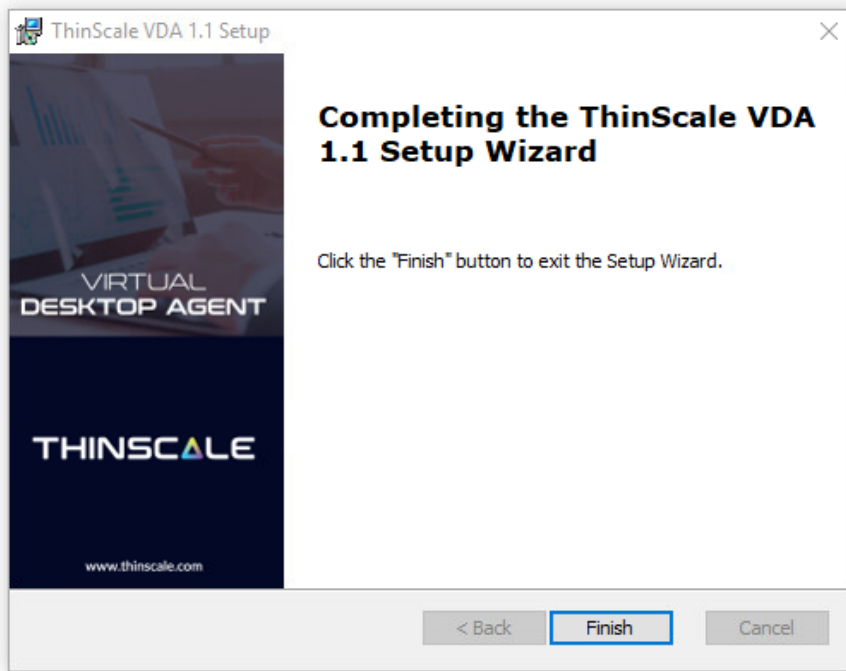 ThinScale VDA 1.1 Setup
Completing the ThinScale VDA
1.1 Setup Wizard
Click the "Finish" button to exit the Setup Wizard.
VIRTUAL
DESKTOP AGENT
THINSCALE
www.thinscale.com
< Back
Finish
Cancel